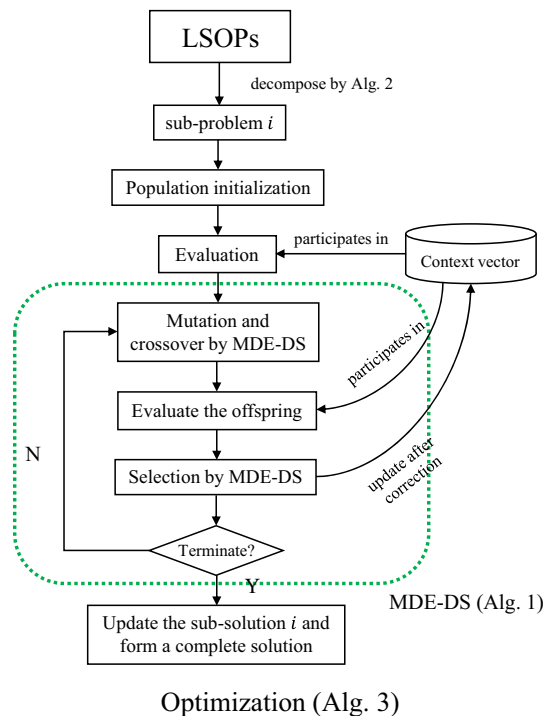 LSOPs
decompose by Alg. 2
sub-problem i
Population initialization
participates in
Evaluation
Context vector
Mutation and
crossover by MDE-DS
participates in
Evaluate the offspring
N
Selection by MDE-DS
update after
correction
Terminate?
Y
MDE-DS (Alg. 1)
Update the sub-solution i and
form a complete solution
Optimization (Alg. 3)